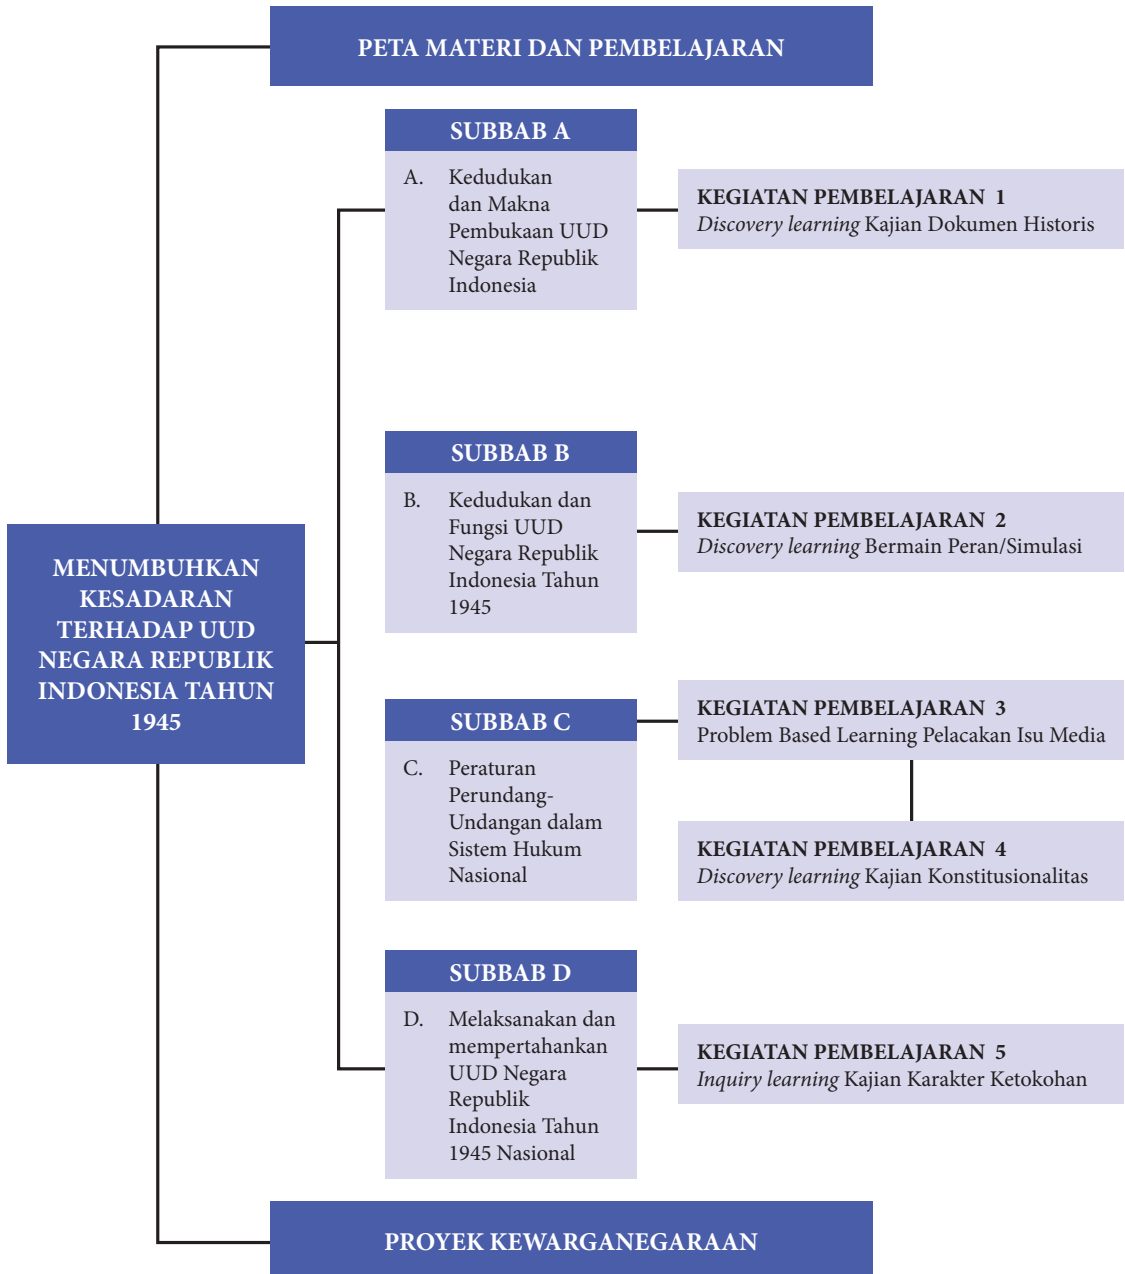 PETA MATERI DAN PEMBELAJARAN
SUBBAB A
A. Kedudukan
dan Makna
Pembukaan UUD
Negara Republik
Indonesia
KEGIATAN PEMBELAJARAN 1
Discovery learning Kajian Dokumen Historis
SUBBAB B
B. Kedudukan dan
Fungsi UUD
Negara Republik
Indonesia Tahun
1945
KEGIATAN PEMBELAJARAN 2
Discovery learning Bermain Peran/Simulasi
MENUMBUHKAN
KESADARAN
TERHADAP UUD
NEGARA REPUBLIK
INDONESIA TAHUN
1945
SUBBAB C
C. Peraturan
Perundang-
Undangan dalam
Sistem Hukum
Nasional
KEGIATAN PEMBELAJARAN 3
Problem Based Learning Pelacakan Isu Media
KEGIATAN PEMBELAJARAN 4
Discovery learning Kajian Konstitusionalitas
SUBBAB D
D. Melaksanakan dan
mempertahankan
UUD Negara
Republik
Indonesia Tahun
1945 Nasional
KEGIATAN PEMBELAJARAN 5
Inquiry learning Kajian Karakter Ketokohan
PROYEK KEWARGANEGARAAN